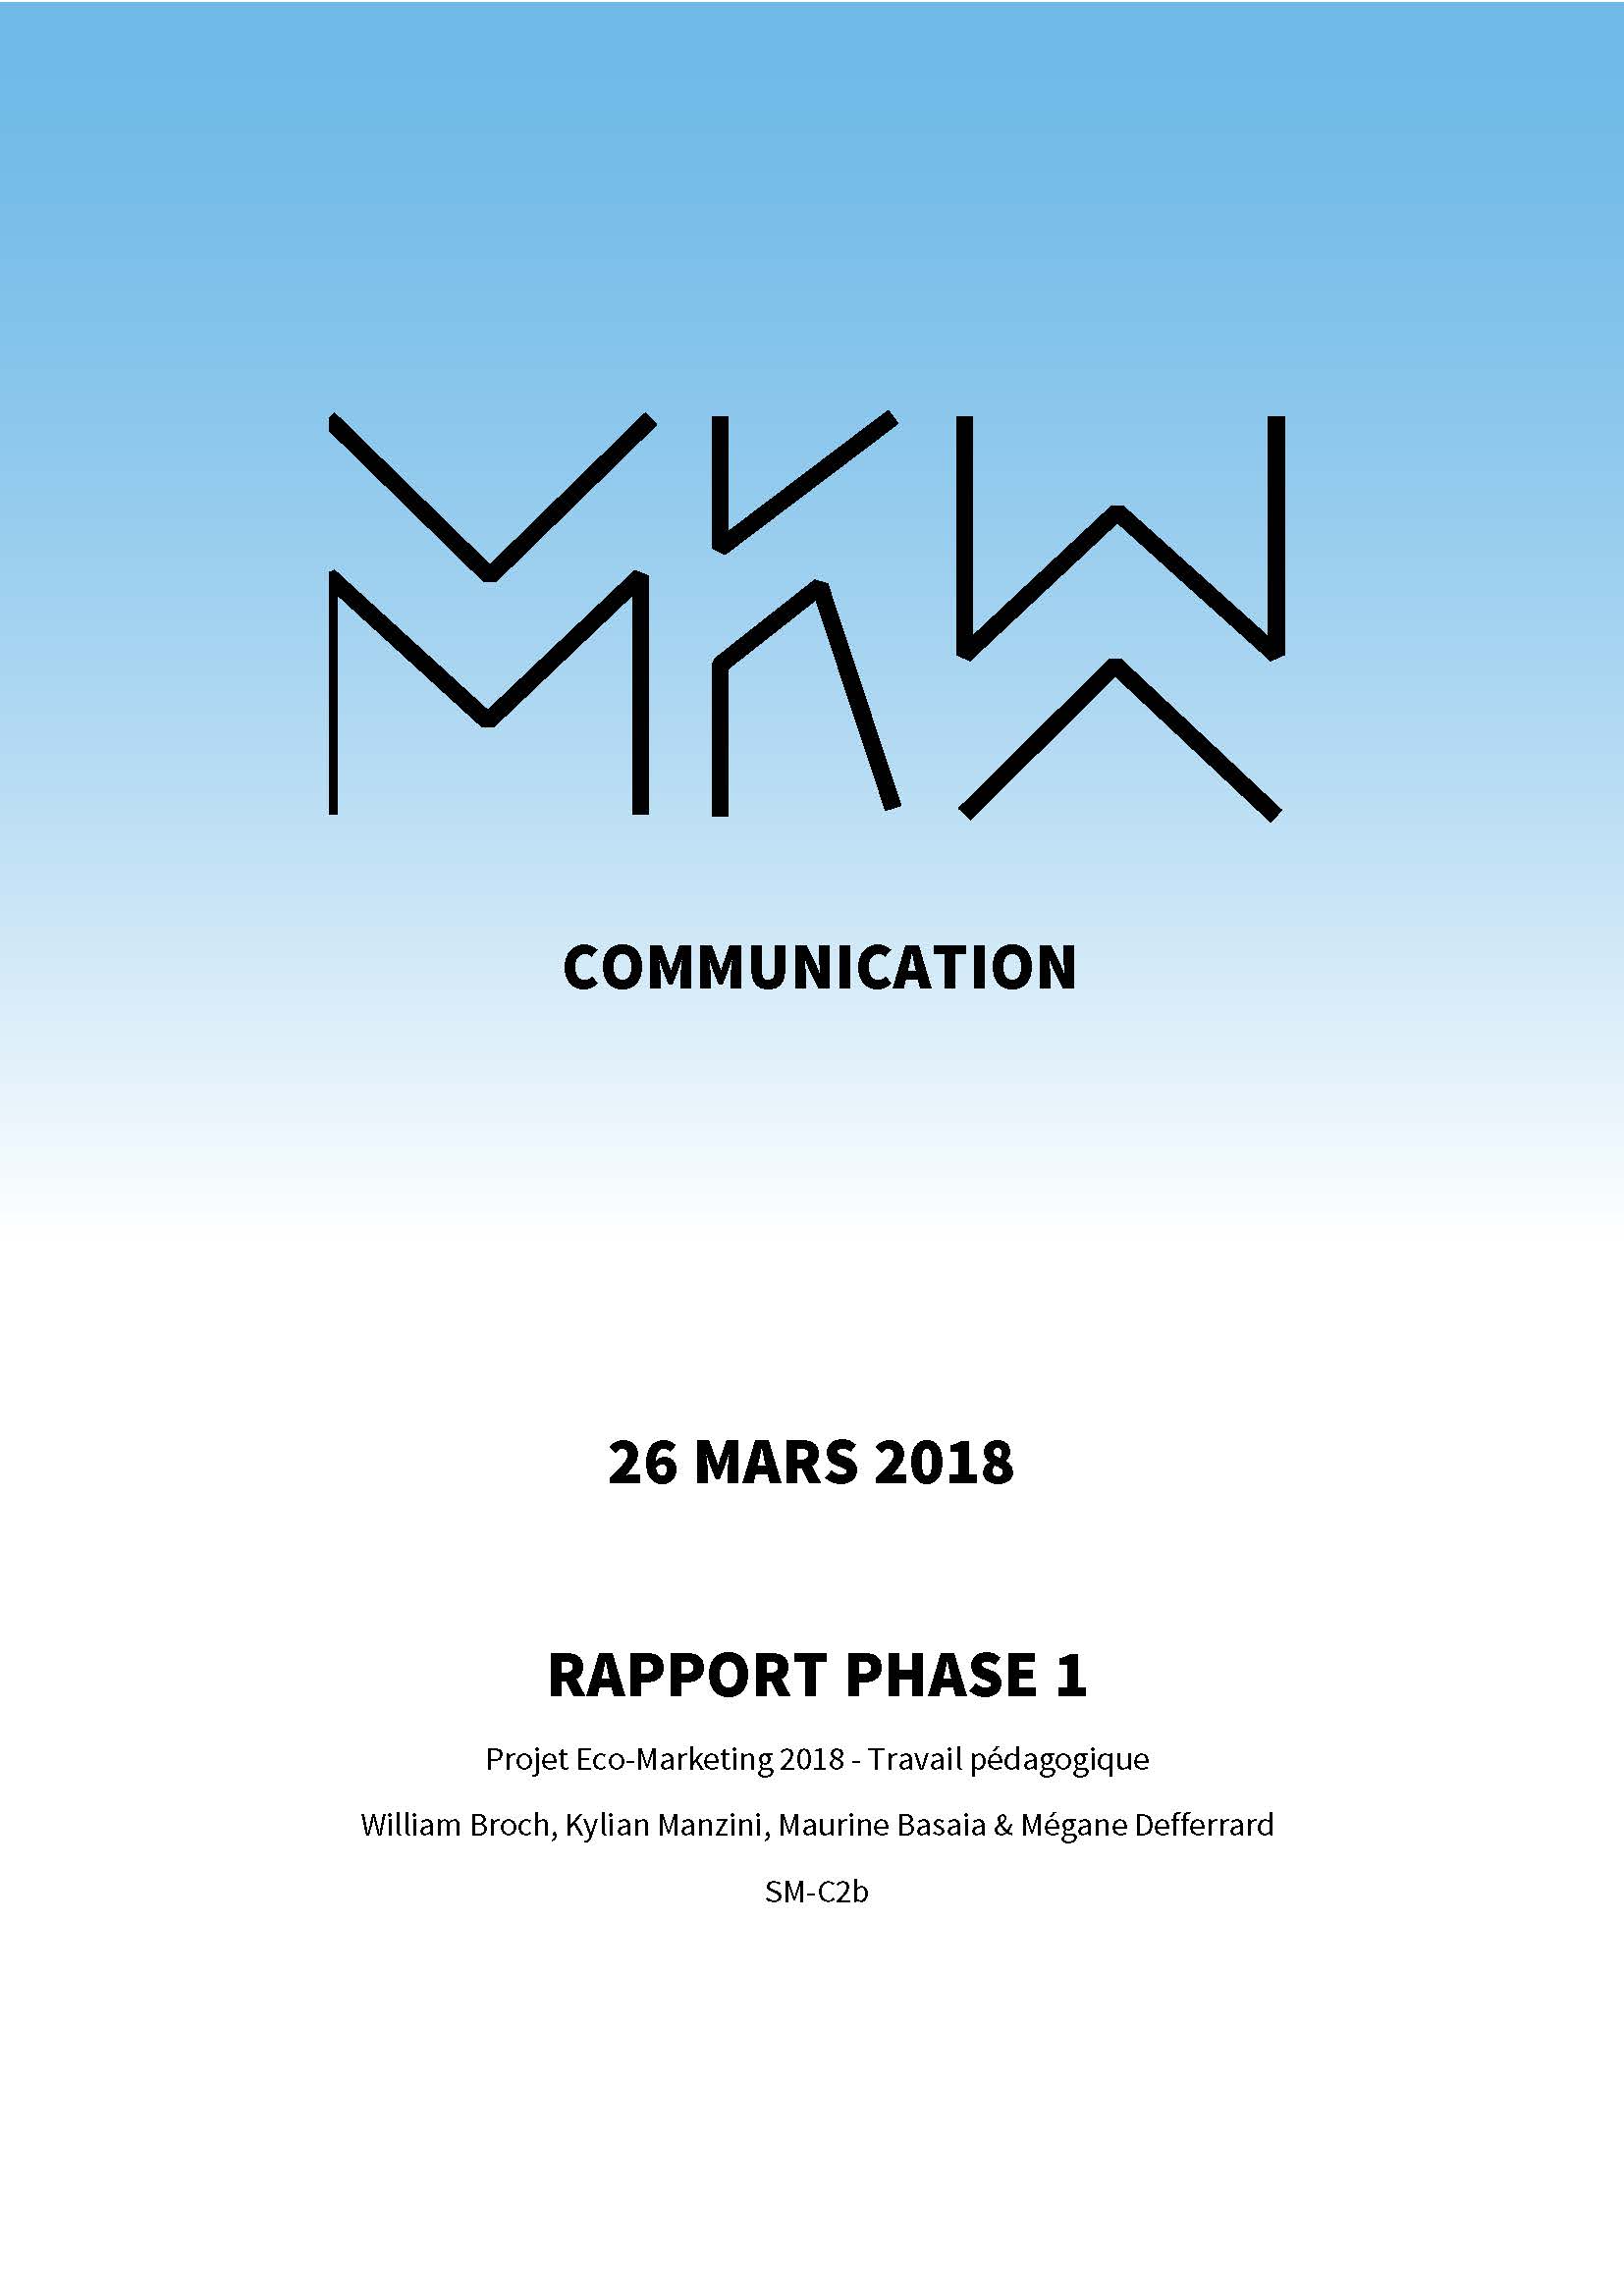 MKW
COMMUNICATION
26 MARS 2018
RAPPORT PHASE 1
Projet Eco-Marketing 2018 - Travail pédagogique
William Broch, Kylian Manzini, Maurine Basaia & Mégane Defferrard
SM-C2b